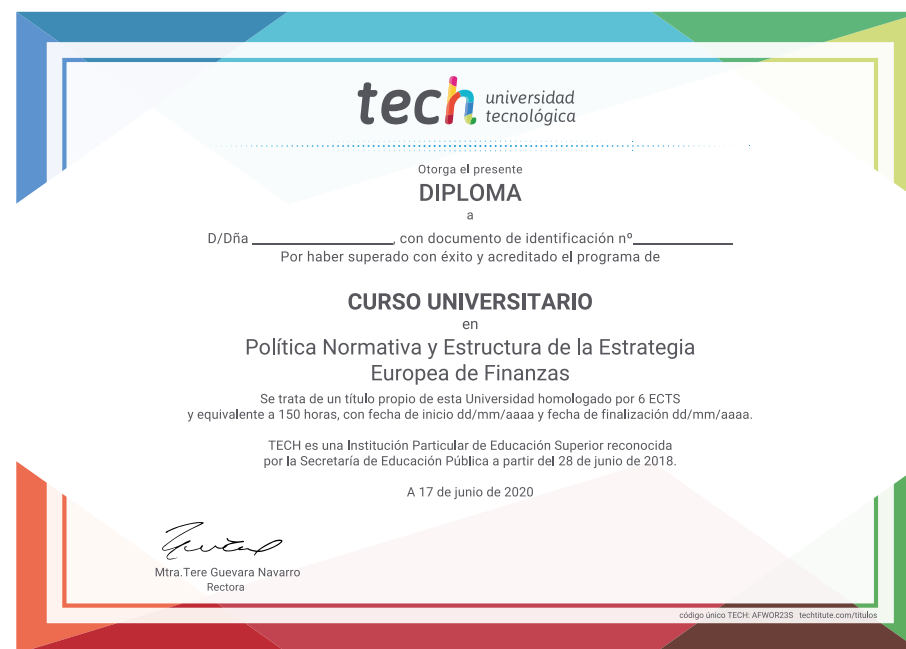 tech universidad
tecnológica
Otorga el presente
DIPLOMA
a
D/Dña ____________________, con documento de identificación nº______________
Por haber superado con éxito y acreditado el programa de
CURSO UNIVERSITARIO
en
Política Normativa y Estructura de la Estrategia
Europea de Finanzas
Se trata de un título propio de esta Universidad homologado por 6 ECTS
y equivalente a 150 horas, con fecha de inicio dd/mm/aaaa y fecha de finalización dd/mm/aaaa.
TECH es una Institución Particular de Educación Superior reconocida
por la Secretaría de Educación Pública a partir del 28 de junio de 2018.
A 17 de junio de 2020
Mtra.Tere Guevara Navarro
Rectora
código único TECH: AFWOR23S techtitute.com/titulos